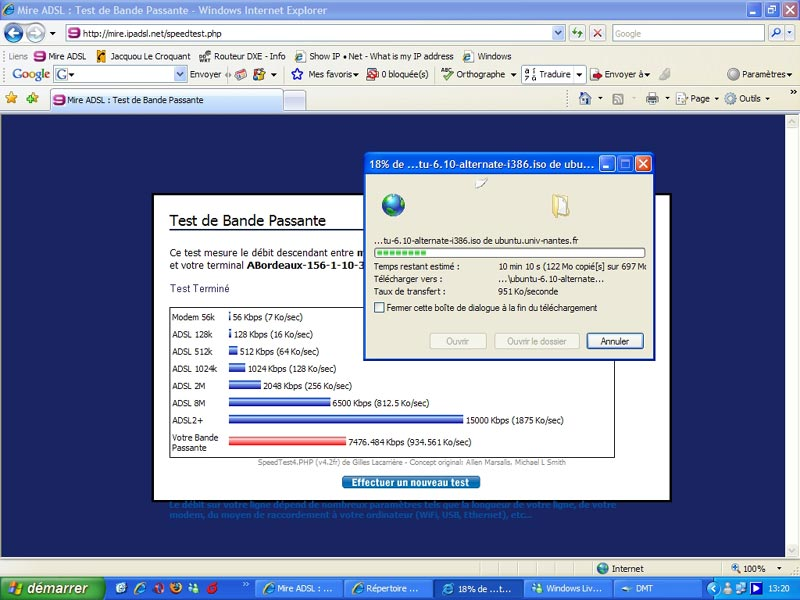 Mire ADSL : Test de Bande Passante - Windows Internet Explorer
http://mire.ipadsl.net/speedtest.php
Google
Liens Mire ADSL Jacquou Le Croquant Routeur DXE - Info Show IP • Net - What is my IP address Windows
Google G Envoyer Mes favoris 0 bloquée(s) Orthographe Traduire Envoyer à Paramètres
Mire ADSL : Test de Bande Passante Page Outils
18% de ...tu-6.10-alternate-i386.iso de ubu...
...tu-6.10-alternate-i386.iso de ubuntu.univ-nantes.fr
Temps restant estimé : 10 min 10 s (122 Mo copié[s] sur 697 Mo
Télécharger vers : ...\ubuntu-6.10-alternate...
Taux de transfert : 951 Ko/seconde
Fermer cette boîte de dialogue à la fin du téléchargement
Ouvrir Ouvrir le dossier Annuler
Test de Bande Passante
Ce test mesure le débit descendant entre
et votre terminal ABordeaux-156-1-10-
Test Terminé
Modem 56k 56 Kbps (7 Ko/sec)
ADSL 128k 128 Kbps (16 Ko/sec)
ADSL 512k 512 Kbps (64 Ko/sec)
ADSL 1024k 1024 Kbps (128 Ko/sec)
ADSL 2M 2048 Kbps (256 Ko/sec)
ADSL 8M 6500 Kbps (812.5 Ko/sec)
ADSL2+ 15000 Kbps (1875 Ko/sec)
Votre Bande
Passante 7476.484 Kbps (934.561 Ko/sec)
SpeedTest4.PHP (v4.2fr) de Gilles Lacarrière - Concept original: Allen Marsalis, Michael L Smith
Effectuer un nouveau test
Le débit sur votre ligne dépend de nombreux paramètres tels que la longueur de votre ligne, de votre
modem, du moyen de raccordement à votre ordinateur (WiFi, USB, Ethernet), etc...
Internet 100%
démarrer Mire ADSL : ... Répertoire ... 18% de ...t... Windows Liv... DMT 13:20